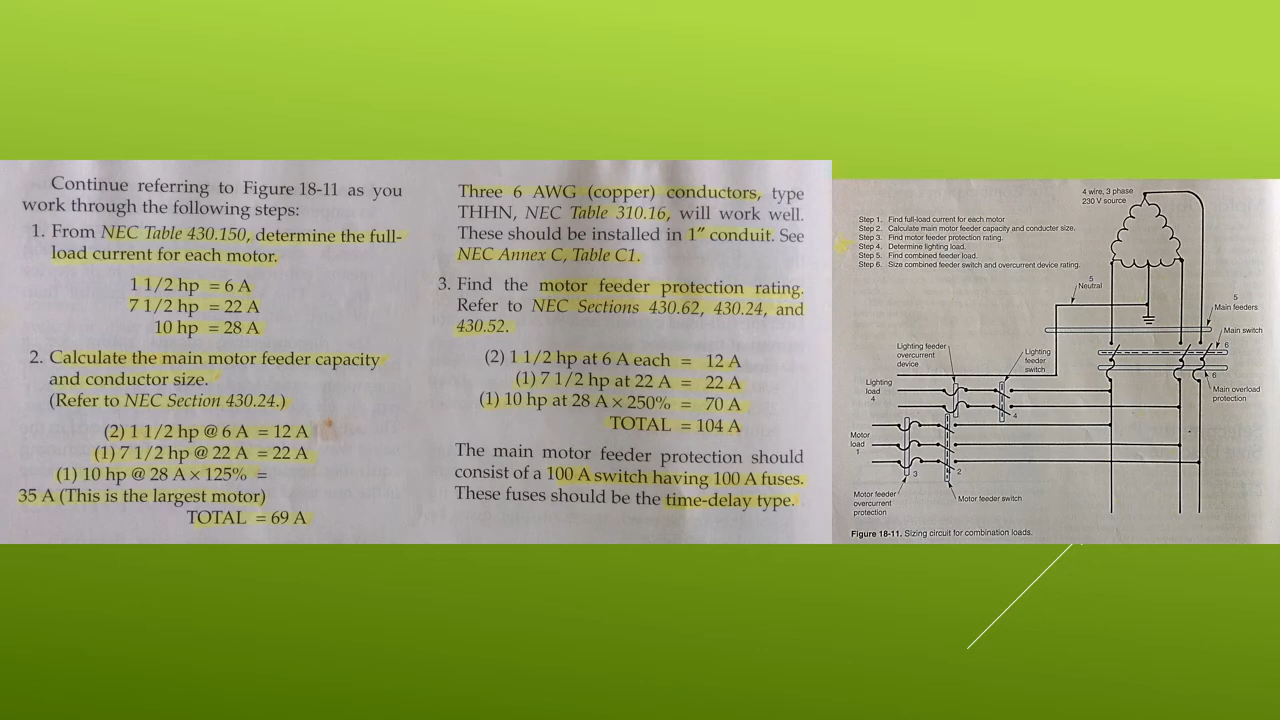 Continue referring to Figure 18-11 as you
work through the following steps:
1. From NEC Table 430.150, determine the full-
load current for each motor.
1 1/2 hp = 6 A
7 1/2 hp = 22 A
10 hp = 28 A
2. Calculate the main motor feeder capacity
and conductor size.
(Refer to NEC Section 430.24.)
(2) 1 1/2 hp @ 6 A = 12 A
(1) 7 1/2 hp @ 22 A = 22 A
(1) 10 hp @ 28 A × 125% =
35 A (This is the largest motor)
TOTAL = 69 A
Three 6 AWG (copper) conductors, type
THHN, NEC Table 310.16, will work well.
These should be installed in 1″ conduit. See
NEC Annex C, Table C1.
3. Find the motor feeder protection rating.
Refer to NEC Sections 430.62, 430.24, and
430.52.
(2) 1 1/2 hp at 6 A each = 12 A
(1) 7 1/2 hp at 22 A = 22 A
(1) 10 hp at 28 A × 250% = 70 A
TOTAL = 104 A
The main motor feeder protection should
consist of a 100 A switch having 100 A fuses.
These fuses should be the time-delay type.
4 wire, 3 phase
230 V source
Step 1. Find full-load current for each motor
Step 2. Calculate main motor feeder capacity and conducter size.
Step 3. Find motor feeder protection rating.
Step 4. Determine lighting load.
Step 5. Find combined feeder load.
Step 6. Size combined feeder switch and overcurrent device rating.
5
Neutral
5
Main feeders
Main switch
6
6
Main overload
protection
Lighting feeder
overcurrent
device
Lighting
feeder
switch
Lighting
load
4
4
Motor
load
1
3
2
Motor feeder
overcurrent
protection
Motor feeder switch
Figure 18-11. Sizing circuit for combination loads.